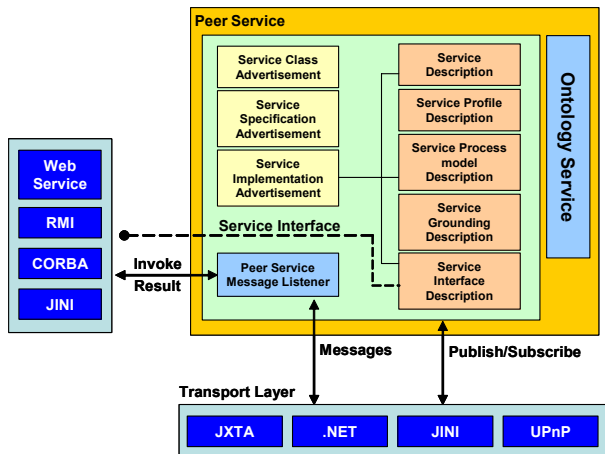 Peer Service
Service Class
Advertisement
Service
Specification
Advertisement
Service
Implementation
Advertisement
Service
Description
Service Profile
Description
Service Process
model
Description
Service
Grounding
Description
Service
Interface
Description
Ontology Service
Web
Service
RMI
CORBA
JINI
Service Interface
Invoke
Result
Peer Service
Message Listener
Messages
Publish/Subscribe
Transport Layer
JXTA
.NET
JINI
UPnP